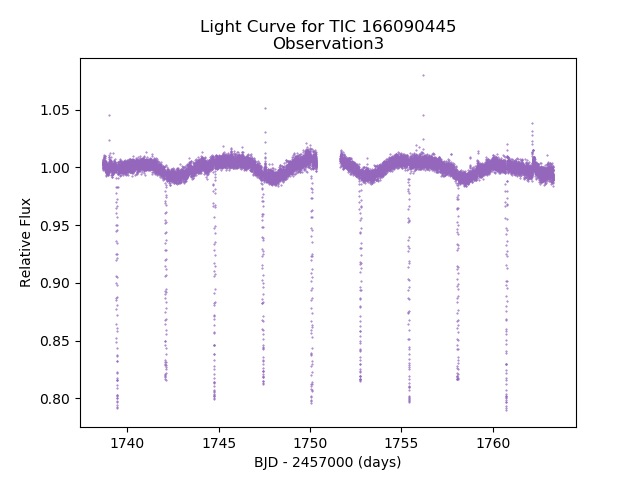 Light Curve for TIC 166090445
Observation3
1.05
1.00
0.95
0.90
0.85
0.80
Relative Flux
1740
1745
1750
1755
1760
BJD - 2457000 (days)